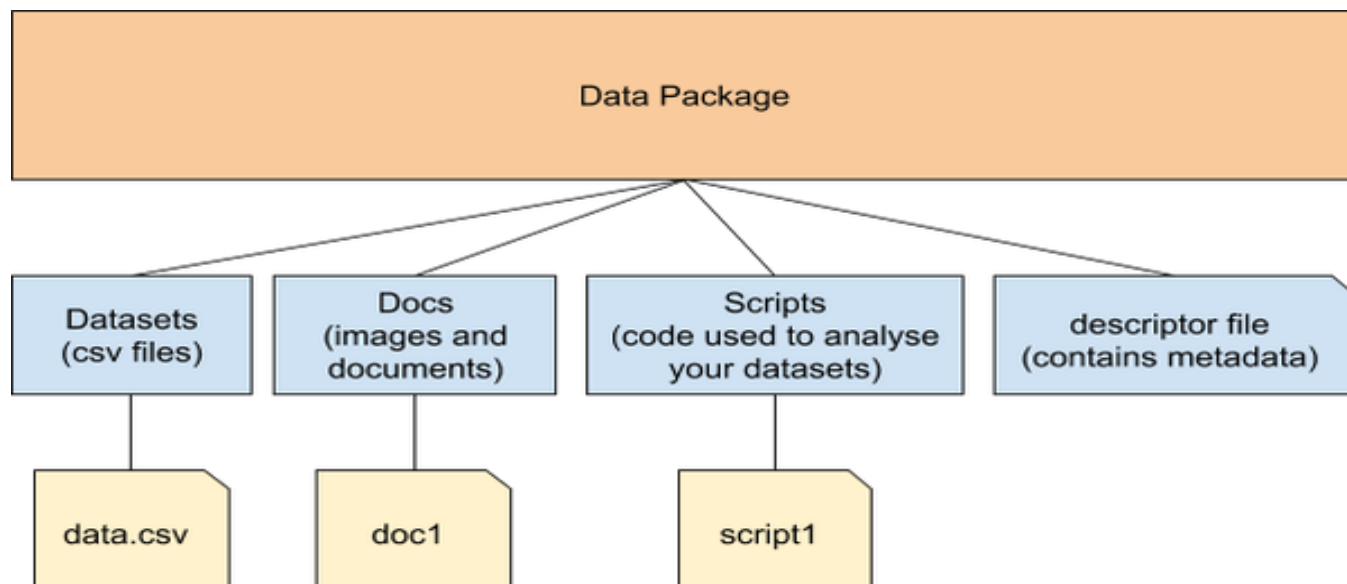 Data Package
Datasets
(csv files)
Docs
(images and
documents)
Scripts
(code used to analyse
your datasets)
descriptor file
(contains metadata)
data.csv
doc1
script1